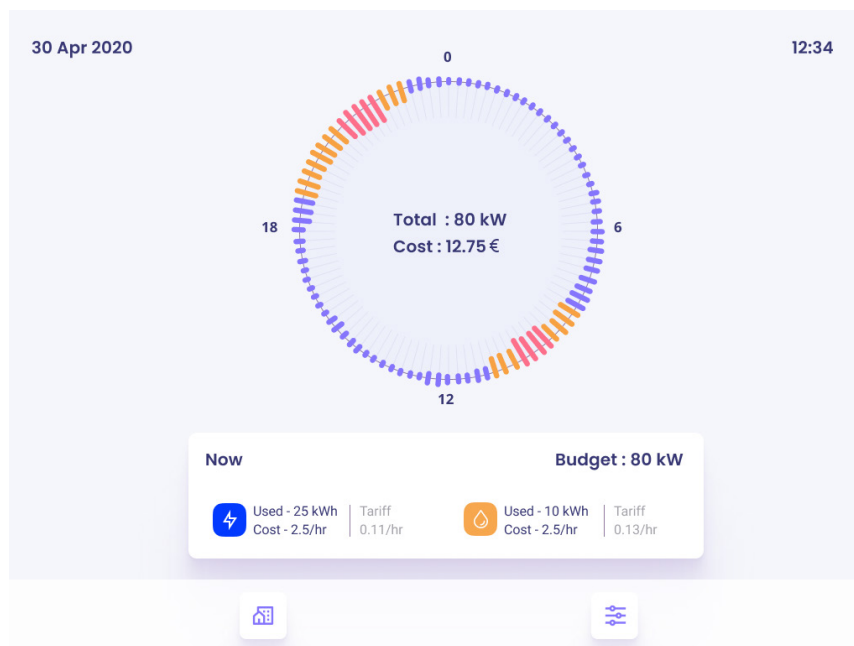 30 Apr 2020
12:34
0
18
6
Total : 80 kW
Cost : 12.75 €
12
Now
Budget : 80 kW
Used - 25 kWh
Cost - 2.5/hr
Tariff
0.11/hr
Used - 10 kWh
Cost - 2.5/hr
Tariff
0.13/hr